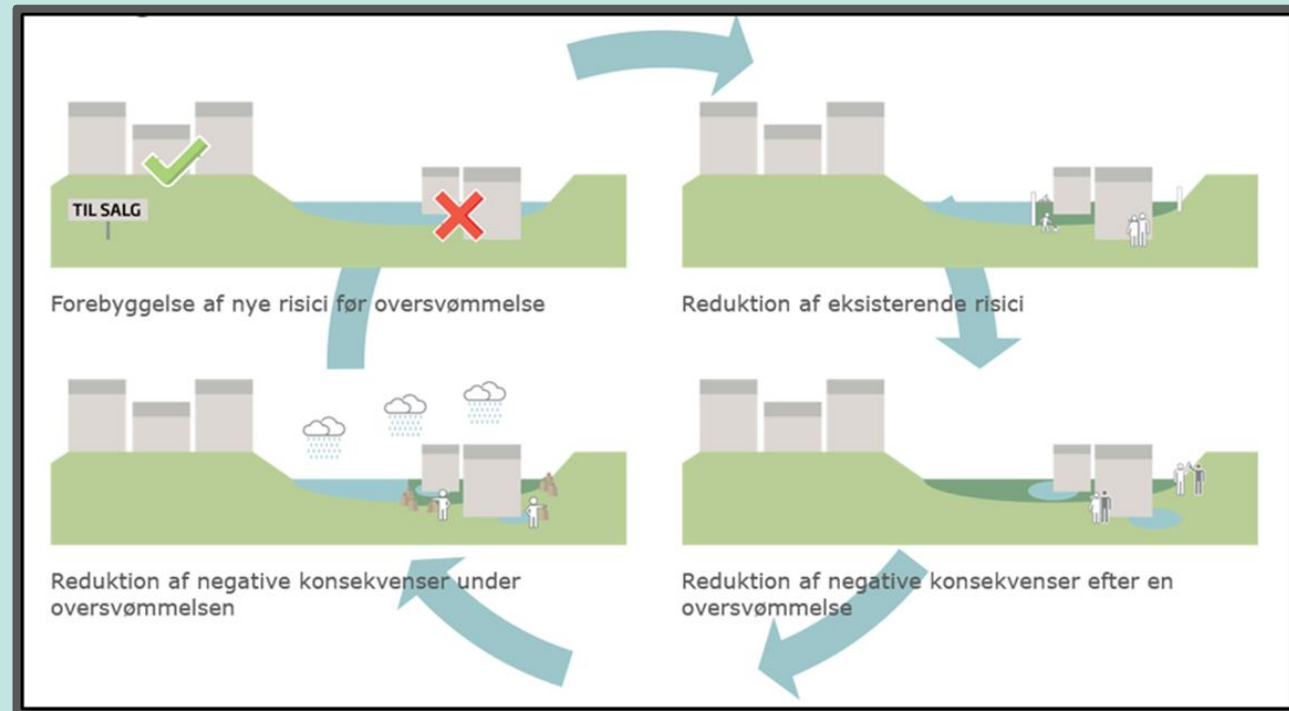 TIL SALG
Forebyggelse af nye risici før oversvømmelse
Reduktion af eksisterende risici
Reduktion af negative konsekvenser under
oversvømmelsen
Reduktion af negative konsekvenser efter en
oversvømmelse